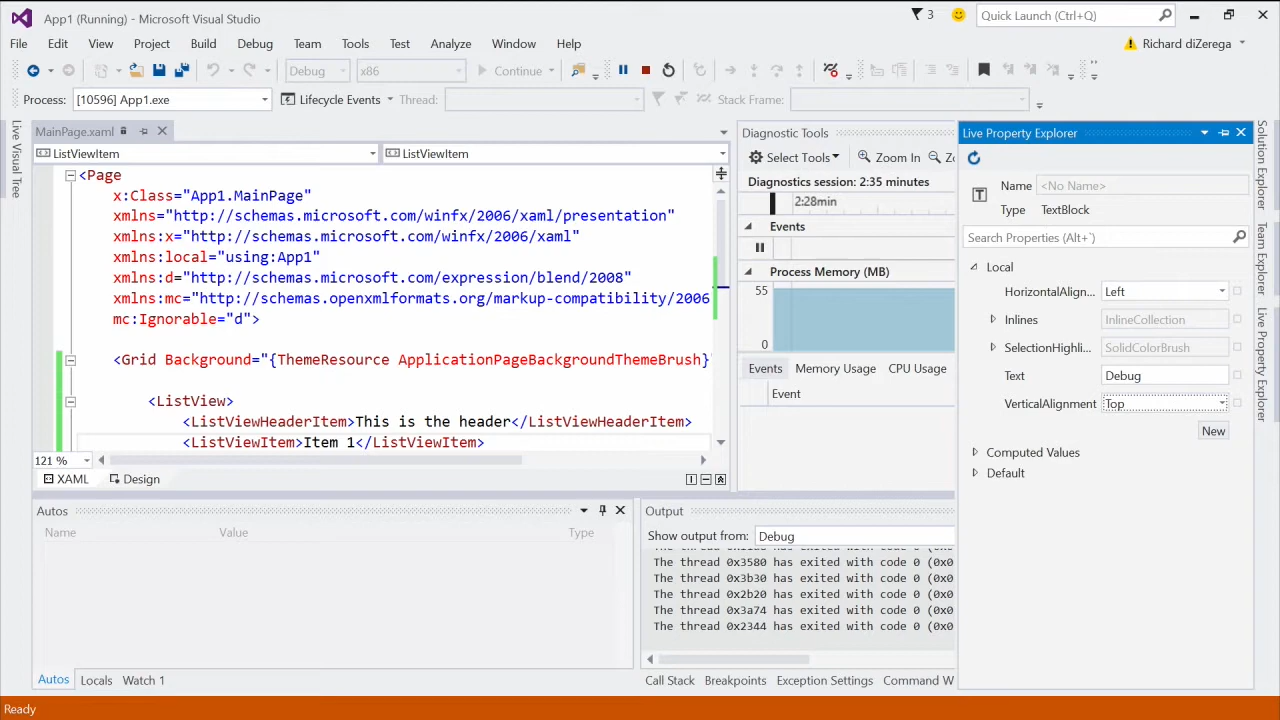 App1 (Running) - Microsoft Visual Studio
3
Quick Launch (Ctrl+Q)
File Edit View Project Build Debug Team Tools Test Analyze Window Help
Richard diZerega
Debug x86 Continue
Process: [10596] App1.exe Lifecycle Events Thread: Stack Frame:
Live Visual Tree
MainPage.xaml
ListViewItem ListViewItem
<Page
x:Class="App1.MainPage"
xmlns="http://schemas.microsoft.com/winfx/2006/xaml/presentation"
xmlns:x="http://schemas.microsoft.com/winfx/2006/xaml"
xmlns:local="using:App1"
xmlns:d="http://schemas.microsoft.com/expression/blend/2008"
xmlns:mc="http://schemas.openxmlformats.org/markup-compatibility/2006
mc:Ignorable="d">
<Grid Background="{ThemeResource ApplicationPageBackgroundThemeBrush}
<ListView>
<ListViewHeaderItem>This is the header</ListViewHeaderItem>
<ListViewItem>Item 1</ListViewItem>
121 %
XAML Design
Diagnostic Tools
Select Tools Zoom In Zo
Diagnostics session: 2:35 minutes
2:28min
Events
Process Memory (MB)
55
0
Events Memory Usage CPU Usage
Event
Live Property Explorer
Name <No Name>
Type TextBlock
Search Properties (Alt+`)
Local
HorizontalAlign... Left
Inlines InlineCollection
SelectionHighli... SolidColorBrush
Text Debug
VerticalAlignment Top
New
Computed Values
Default
Solution Explorer
Team Explorer
Live Property Explorer
Autos
Name Value Type
Autos Locals Watch 1
Output
Show output from: Debug
The thread 0x3580 has exited with code 0 (0x0
The thread 0x3b30 has exited with code 0 (0x0
The thread 0x2b20 has exited with code 0 (0x0
The thread 0x3a74 has exited with code 0 (0x0
The thread 0x2344 has exited with code 0 (0x0
Call Stack Breakpoints Exception Settings Command W
Ready